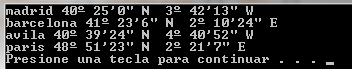 madrid 40º 25'0" N  3º 42'13" W
barcelona 41º 23'6" N  2º 10'24" E
avila 40º 39'24" N  4º 40'52" W
paris 48º 51'23" N  2º 21'7" E
Presione una tecla para continuar . . .